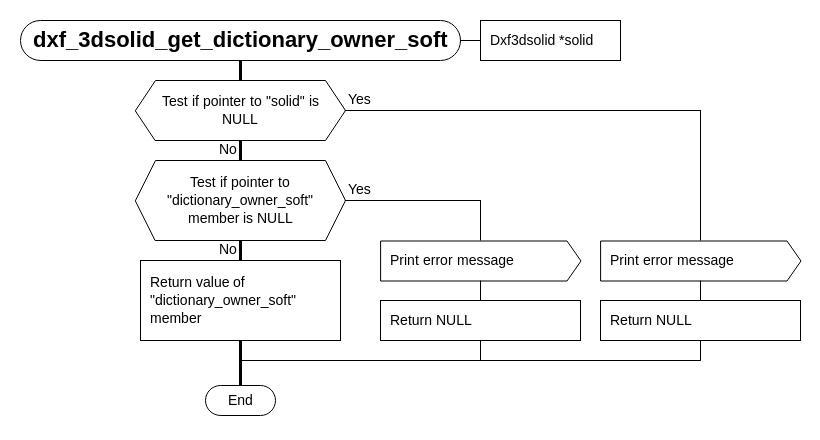 dxf_3dsolid_get_dictionary_owner_soft
Dxf3dsolid *solid
Test if pointer to "solid" is
NULL
Yes
No
Test if pointer to
"dictionary_owner_soft"
member is NULL
Yes
No
Return value of
"dictionary_owner_soft"
member
Print error message
Return NULL
Print error message
Return NULL
End